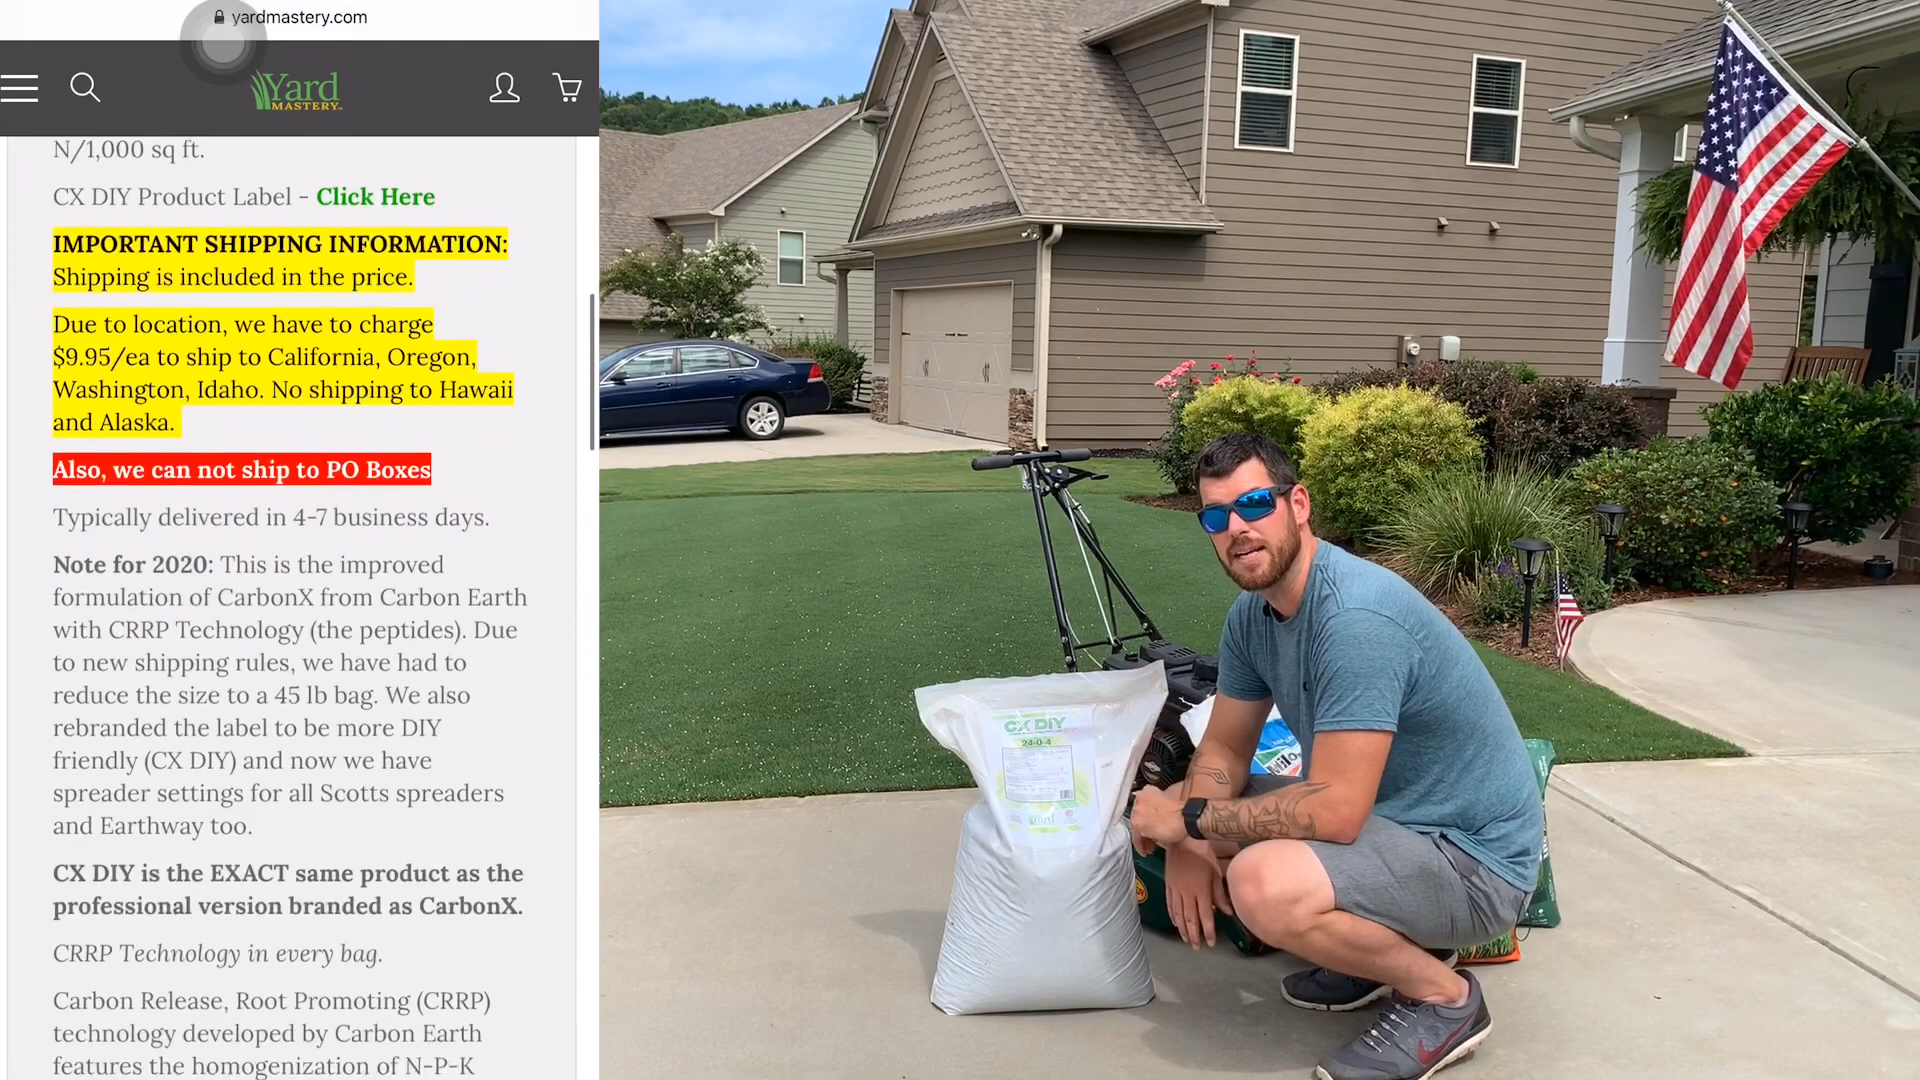 yardmastery.com
Yard
MASTERY
N/1,000 sq ft.
CX DIY Product Label - Click Here
IMPORTANT SHIPPING INFORMATION:
Shipping is included in the price.
Due to location, we have to charge
$9.95/ea to ship to California, Oregon,
Washington, Idaho. No shipping to Hawaii
and Alaska.
Also, we can not ship to PO Boxes
Typically delivered in 4-7 business days.
Note for 2020: This is the improved
formulation of CarbonX from Carbon Earth
with CRRP Technology (the peptides). Due
to new shipping rules, we have had to
reduce the size to a 45 lb bag. We also
rebranded the label to be more DIY
friendly (CX DIY) and now we have
spreader settings for all Scotts spreaders
and Earthway too.
CX DIY is the EXACT same product as the
professional version branded as CarbonX.
CRRP Technology in every bag.
Carbon Release, Root Promoting (CRRP)
technology developed by Carbon Earth
features the homogenization of N-P-K
CX DIY
24-0-4
Yard
Milo